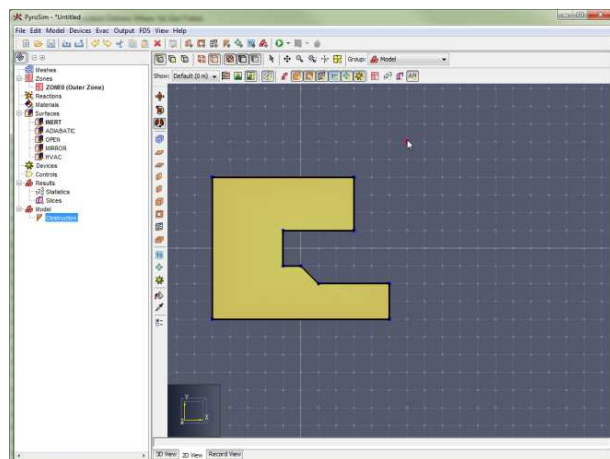 PyroSim - *Untitled
File Edit Model Devices Evac Output FDS View Help
Group: Model
Show: Default (0 m)
Meshes
Zones
ZONE0 (Outer Zone)
Reactions
Materials
Surfaces
INERT
ADIABATIC
OPEN
MIRROR
HVAC
Devices
Controls
Results
Statistics
Slices
Model
Obstruction
Y
X
3D View 2D View Record View